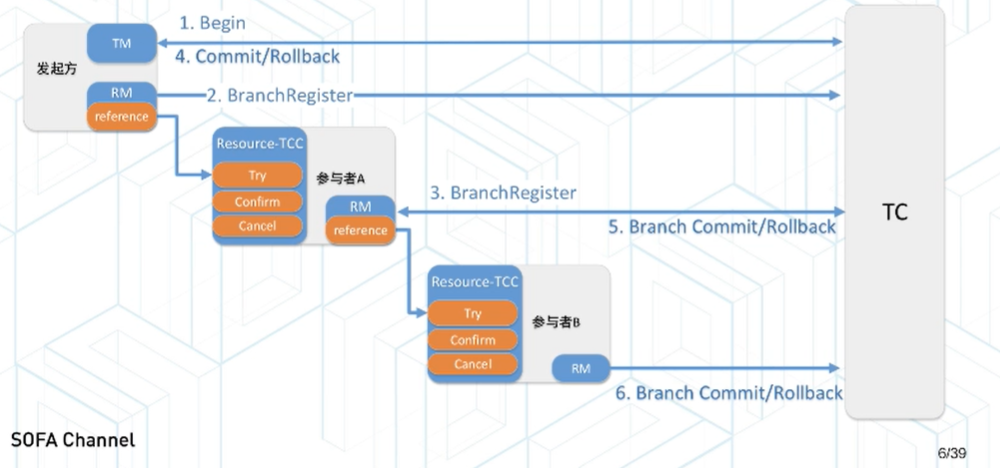 1. Begin
TM
4. Commit/Rollback
发起方
RM
2. BranchRegister
reference
Resource-TCC
Try
参与者A
Confirm
Cancel
RM
reference
3. BranchRegister
5. Branch Commit/Rollback
TC
Resource-TCC
Try
参与者B
Confirm
Cancel
RM
6. Branch Commit/Rollback
SOFA Channel
6/39